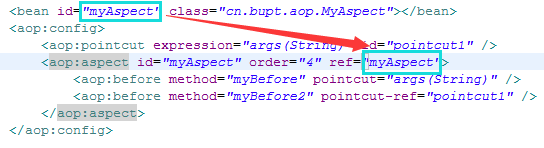 <bean id="myAspect" class="cn.bupt.aop.MyAspect"></bean>
<aop:config>
<aop:pointcut expression="args(String)" id="pointcut1" />
<aop:aspect id="myAspect" order="4" ref="myAspect">
<aop:before method="myBefore" pointcut="args(String)" />
<aop:before method="myBefore2" pointcut-ref="pointcut1" />
</aop:aspect>
</aop:config>